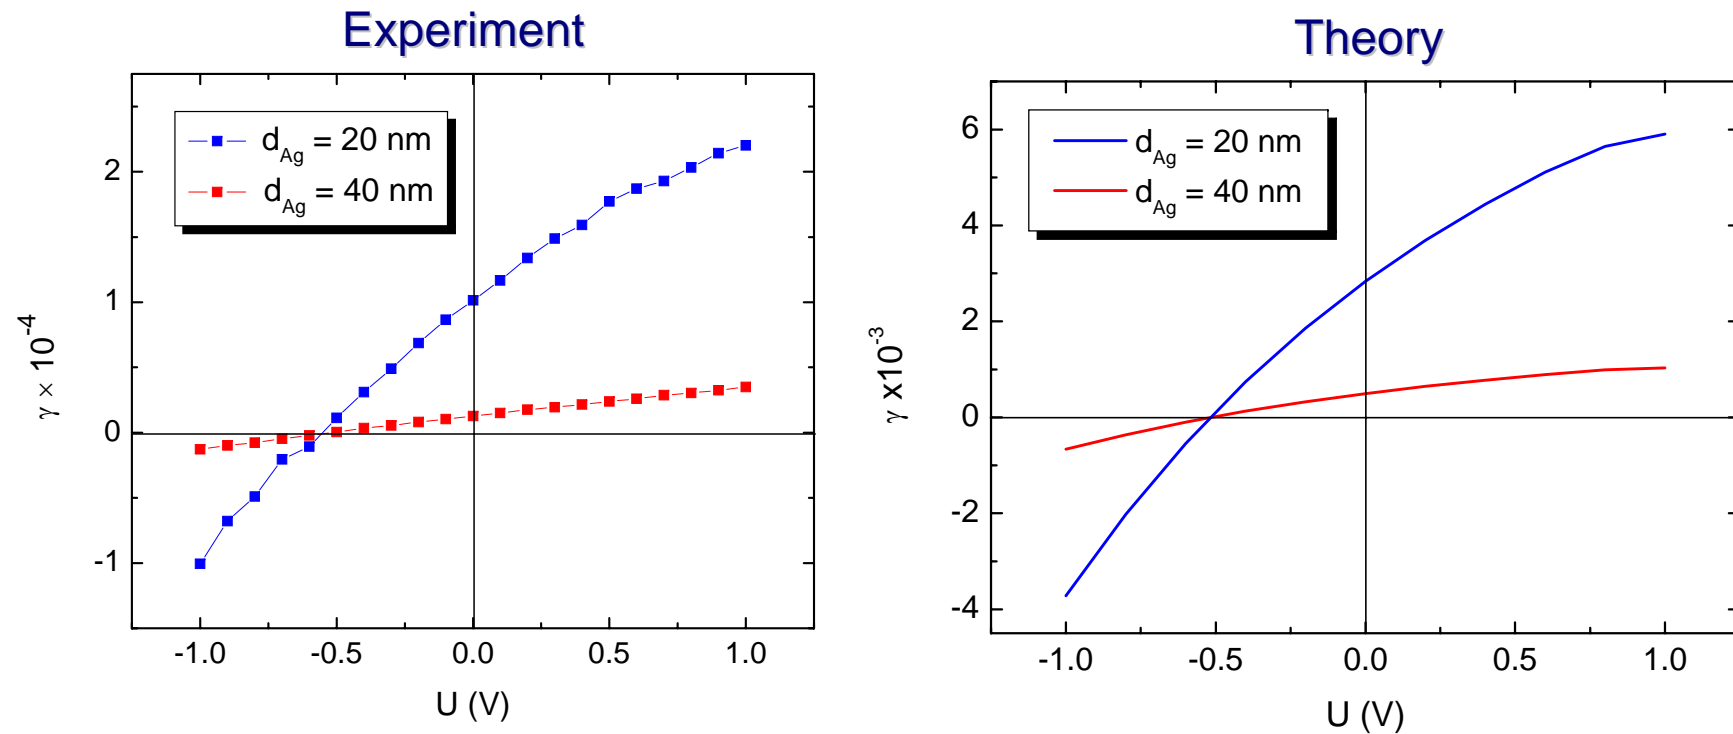 Experiment
d_Ag = 20 nm
d_Ag = 40 nm
2
1
0
-1
-1.0 -0.5 0.0 0.5 1.0
γ × 10^-4
U (V)
Theory
d_Ag = 20 nm
d_Ag = 40 nm
6
4
2
0
-2
-4
-1.0 -0.5 0.0 0.5 1.0
γ x10^-3
U (V)